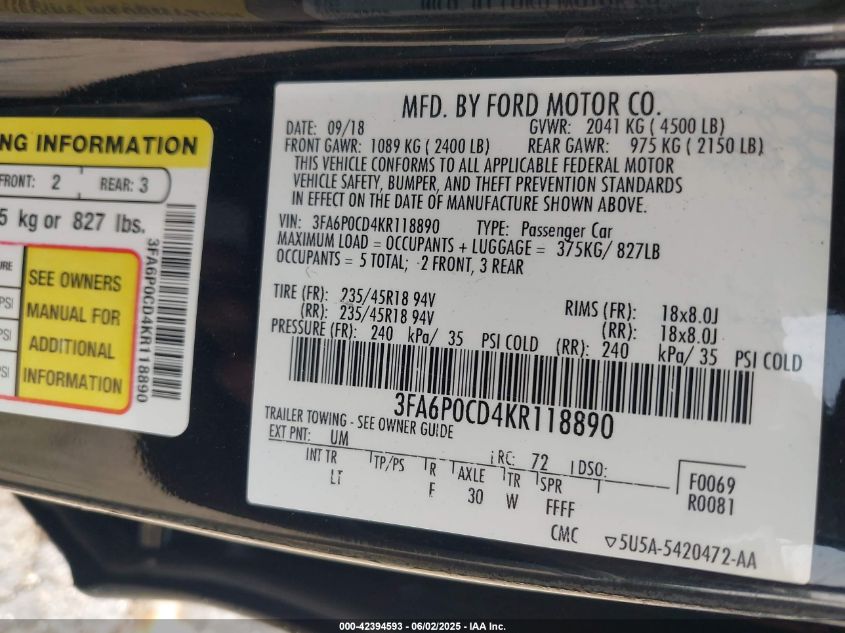 MFD. BY FORD MOTOR CO.
DATE: 09/18 GVWR: 2041 KG ( 4500 LB)
FRONT GAWR: 1089 KG ( 2400 LB) REAR GAWR: 975 KG ( 2150 LB)
THIS VEHICLE CONFORMS TO ALL APPLICABLE FEDERAL MOTOR
VEHICLE SAFETY, BUMPER, AND THEFT PREVENTION STANDARDS
IN EFFECT ON THE DATE OF MANUFACTURE SHOWN ABOVE.
VIN: 3FA6P0CD4KR118890 TYPE: Passenger Car
MAXIMUM LOAD = OCCUPANTS + LUGGAGE = 375KG/ 827LB
OCCUPANTS = 5 TOTAL; 2 FRONT, 3 REAR
TIRE (FR): 235/45R18 94V RIMS (FR): 18x8.0J
(RR): 235/45R18 94V (RR): 18x8.0J
PRESSURE (FR): 240 kPa/ 35 PSI COLD (RR): 240 kPa/ 35 PSI COLD
3FA6P0CD4KR118890
TRAILER TOWING - SEE OWNER GUIDE
EXT PNT: UM RC: 72 DSO:
INT TR TP/PS R AXLE TR SPR
LT F 30 W FFFF
F0069
R0081
CMC ▽5U5A-5420472-AA
NG INFORMATION
FRONT: 2 REAR: 3
5 kg or 827 lbs.
SEE OWNERS
MANUAL FOR
ADDITIONAL
INFORMATION
PSI
PSI
PSI
3FA6P0CD4KR118890
000-42394593 - 06/02/2025 - IAA Inc.